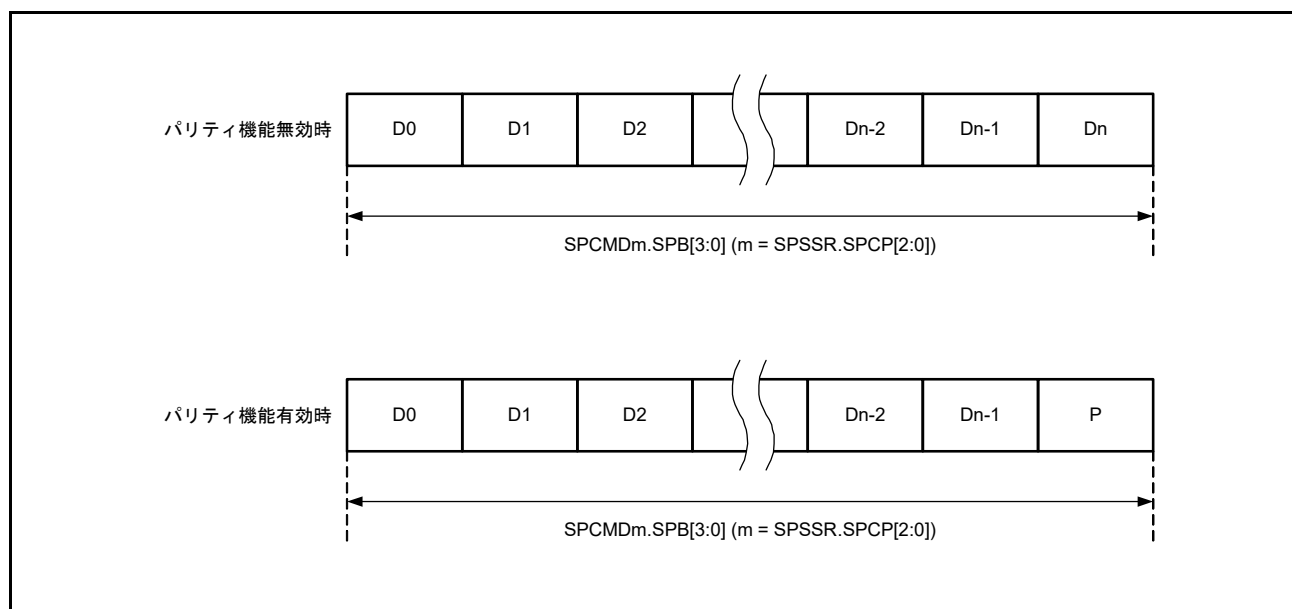 パリティ機能無効時 D0 D1 D2 Dn-2 Dn-1 Dn
SPCMDm.SPB[3:0] (m = SPSSR.SPCP[2:0])
パリティ機能有効時 D0 D1 D2 Dn-2 Dn-1 P
SPCMDm.SPB[3:0] (m = SPSSR.SPCP[2:0])